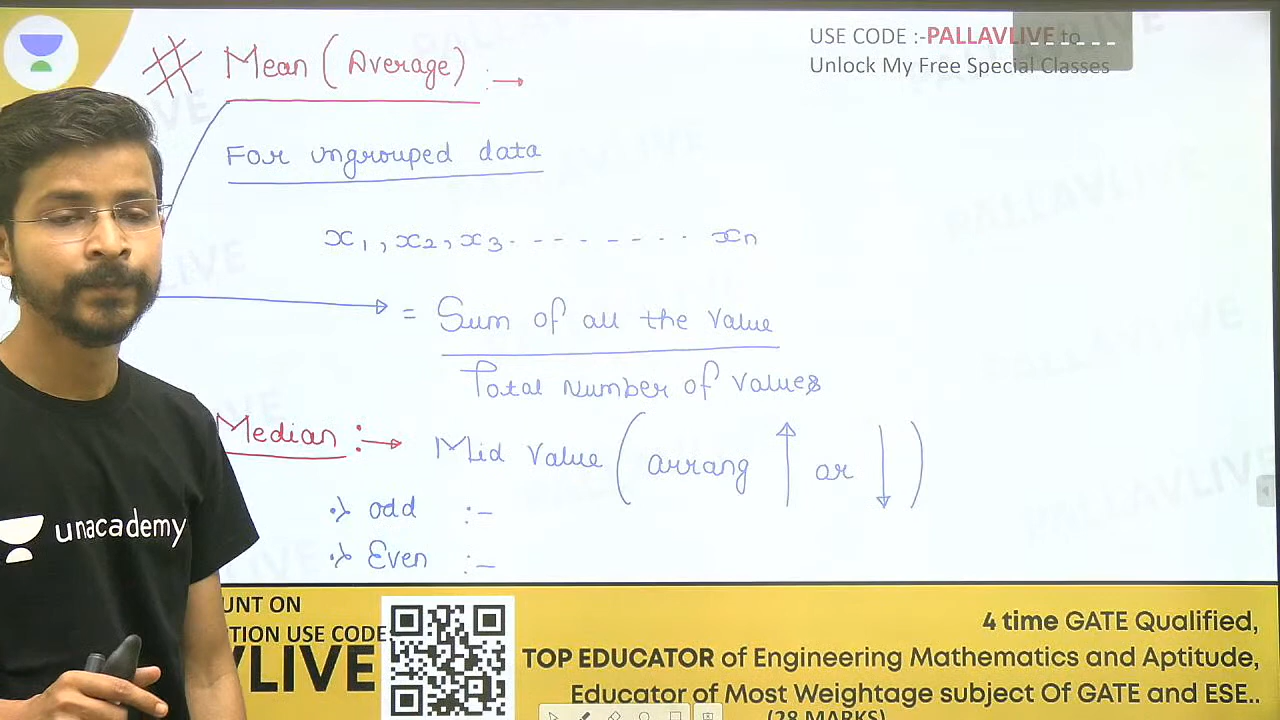 USE CODE :-PALLAVLIVE to
Unlock My Free Special Classes
# Mean (Average) :→
For ungrouped data
x1, x2, x3 - - - - - - - - xn
= Sum of all the value
Total Number of values
Median :→ Mid value (arrang ↑ or ↓)
odd :-
Even :-
unacademy
UNT ON
TION USE CODE:
VLIVE
4 time GATE Qualified,
TOP EDUCATOR of Engineering Mathematics and Aptitude,
Educator of Most Weightage subject Of GATE and ESE..
(28 MARKS)
PALLAVLIVE